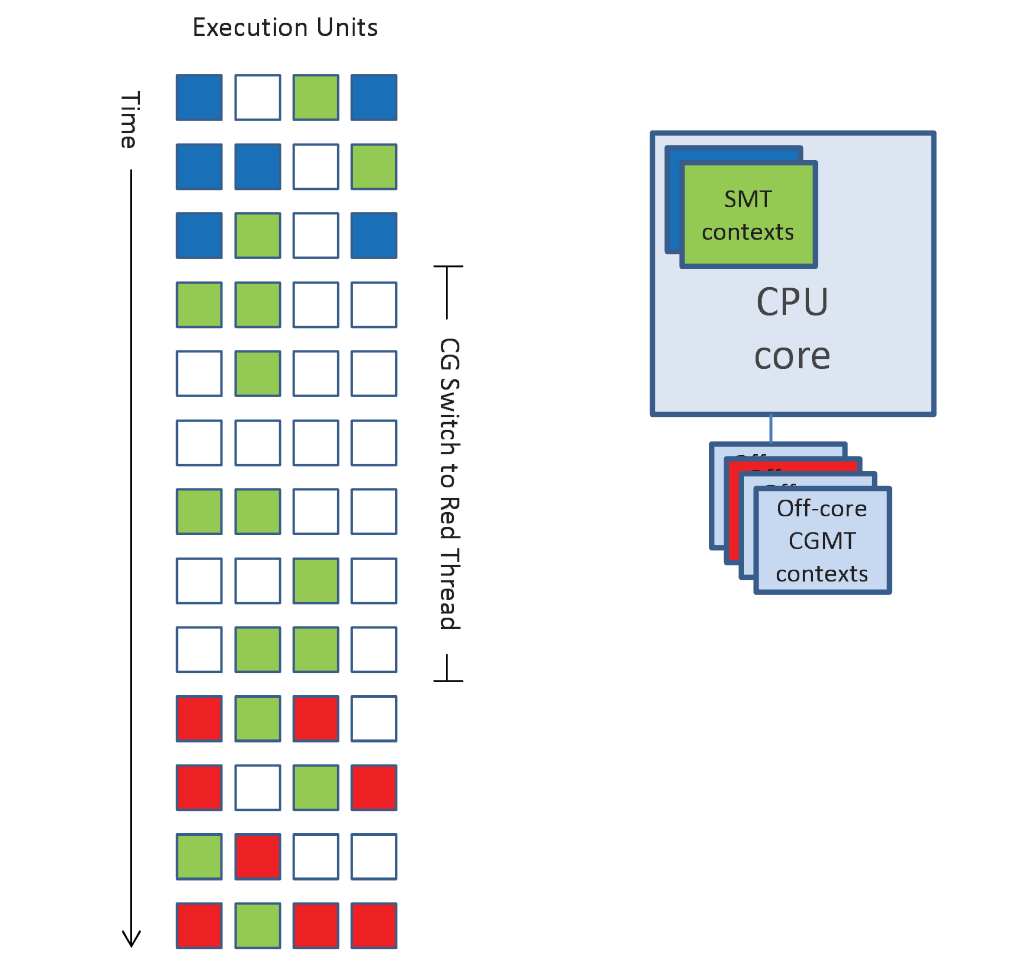 Execution Units
Time
CG Switch to Red Thread
SMT
contexts
CPU
core
Off-core
CGMT
contexts